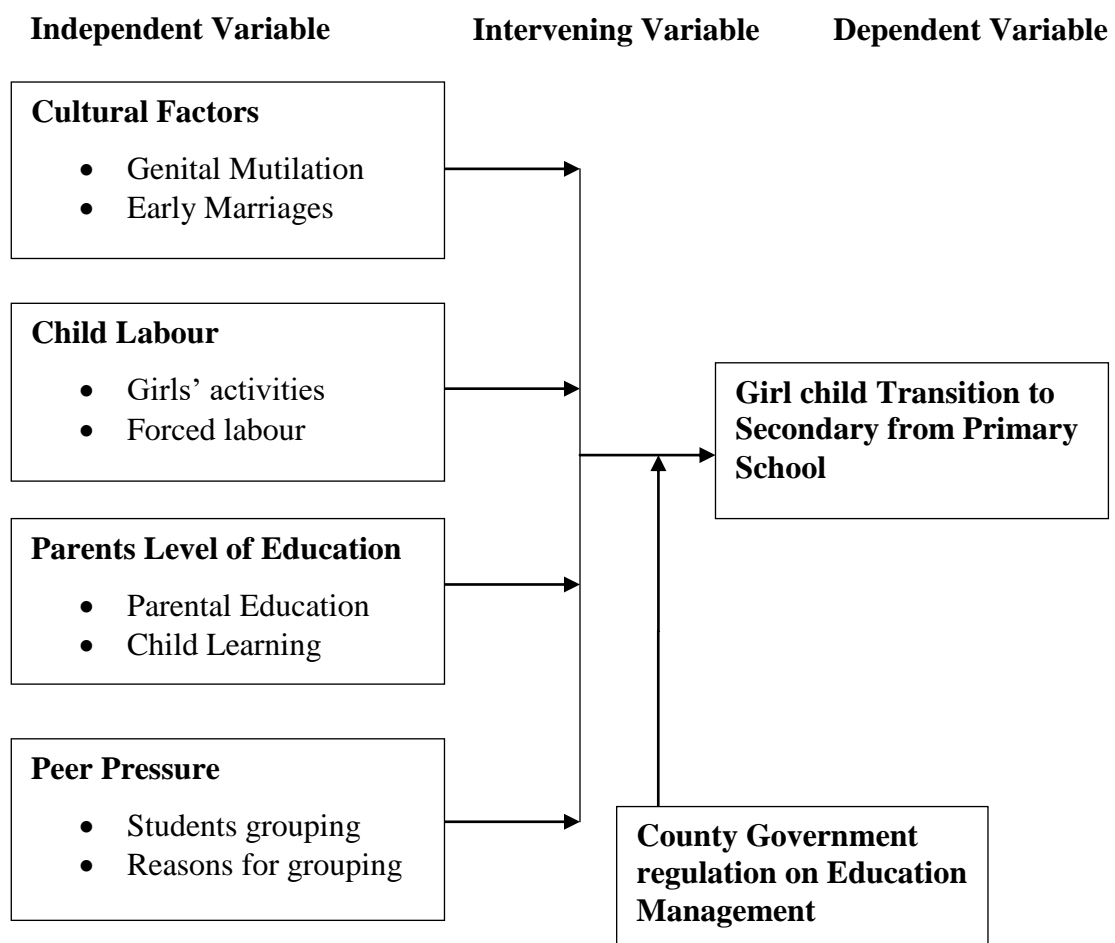 Independent Variable Intervening Variable Dependent Variable
Cultural Factors
• Genital Mutilation
• Early Marriages
Child Labour
• Girls’ activities
• Forced labour
Parents Level of Education
• Parental Education
• Child Learning
Peer Pressure
• Students grouping
• Reasons for grouping
Girl child Transition to
Secondary from Primary
School
County Government
regulation on Education
Management